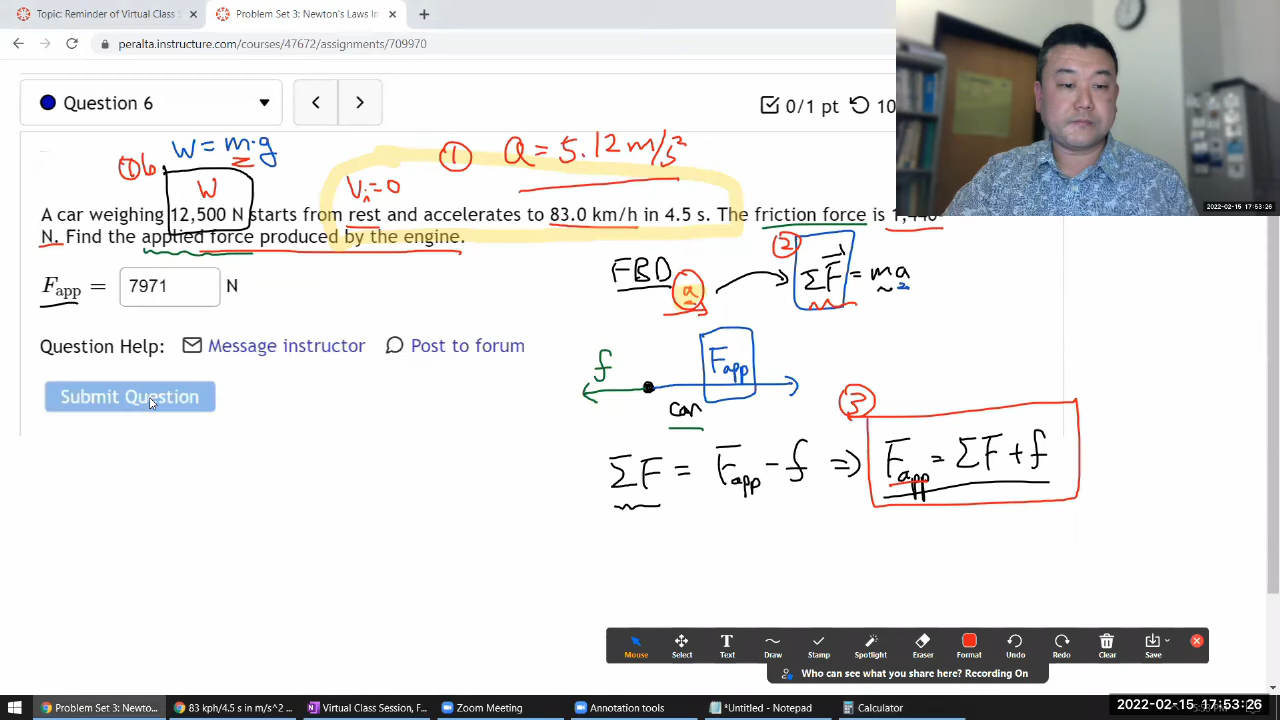 Topic: Reminder of Virtual Class S
Problem Set 3: Newton's Laws In
peralta.instructure.com/courses/47672/assignments/709970
Question 6
0/1 pt
10
W = m·g
① a = 5.12 m/s²
①b
W
Vᵢ = 0
A car weighing 12,500 N starts from rest and accelerates to 83.0 km/h in 4.5 s. The friction force is 1,440
N. Find the applied force produced by the engine.
Fapp = 7971 N
FBD a
② ΣF = ma
Question Help: Message instructor Post to forum
f
Fapp
car
Submit Question
③
ΣF = Fapp - f ⇒ Fapp = ΣF + f
Mouse Select Text Draw Stamp Spotlight Eraser Format Undo Redo Clear Save
Who can see what you share here? Recording On
Problem Set 3: Newto...
83 kph/4.5 s in m/s^2 ...
Virtual Class Session, F...
Zoom Meeting
Annotation tools
*Untitled - Notepad
Calculator
2022-02-15 17:53:26
2022-02-15 17:53:26